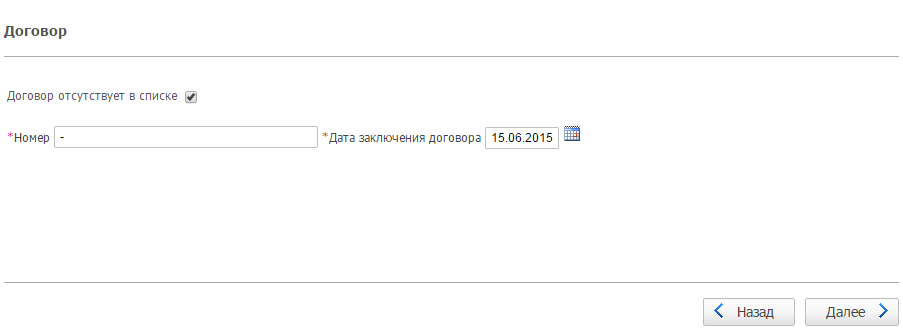 Договор
Договор отсутствует в списке
*Номер - *Дата заключения договора 15.06.2015
Назад Далее